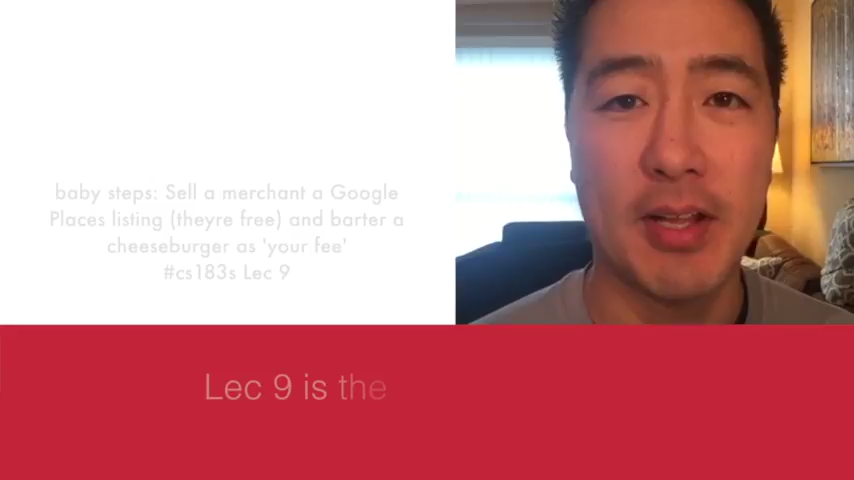 baby steps: Sell a merchant a Google
Places listing (theyre free) and barter a
cheeseburger as 'your fee'
#cs183s Lec 9
Lec 9 is the